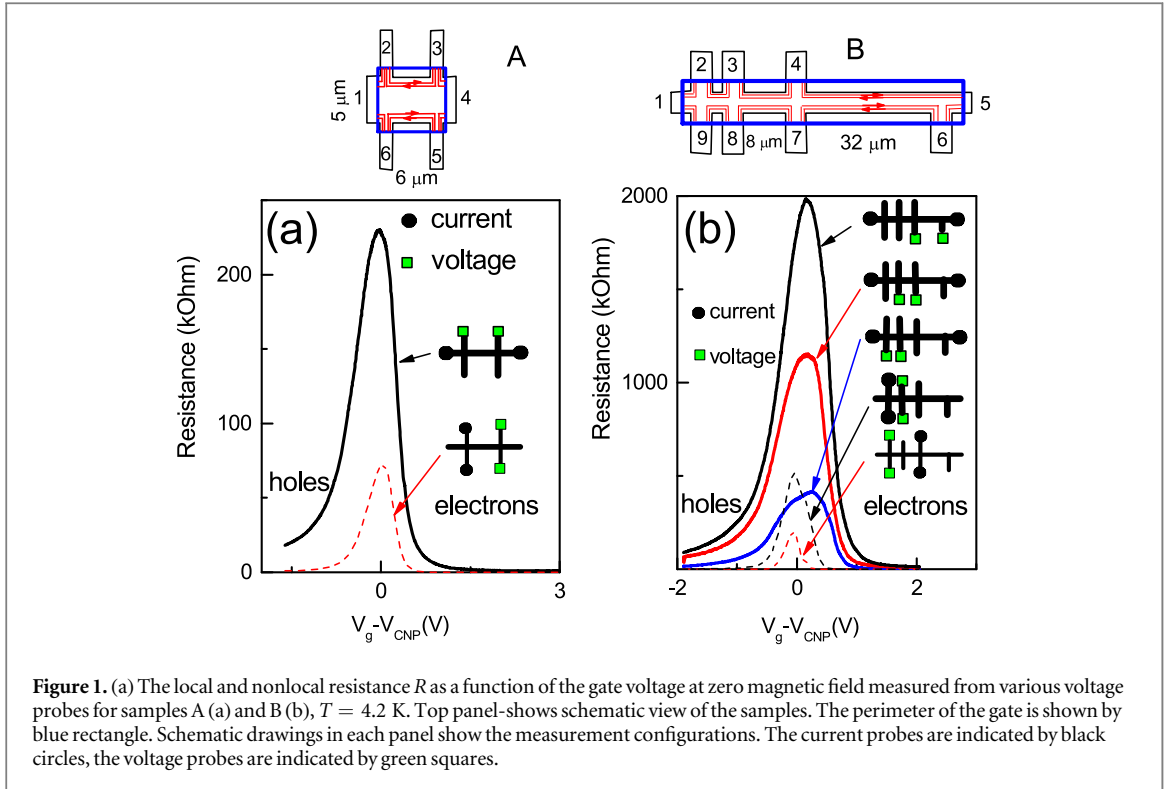 A
2 3
1 4
6 5
5 μm
6 μm
B
2 3 4
1 5
9 8 7 6
8 μm 32 μm
(a)
current
voltage
Resistance (kOhm)
200
100
0
holes
electrons
0 3
Vg-VCNP(V)
(b)
current
voltage
Resistance (kOhm)
2000
1000
holes
electrons
-2 0 2
Vg-VCNP(V)
Figure 1. (a) The local and nonlocal resistance R as a function of the gate voltage at zero magnetic field measured from various voltage
probes for samples A (a) and B (b), T = 4.2 K. Top panel-shows schematic view of the samples. The perimeter of the gate is shown by
blue rectangle. Schematic drawings in each panel show the measurement configurations. The current probes are indicated by black
circles, the voltage probes are indicated by green squares.